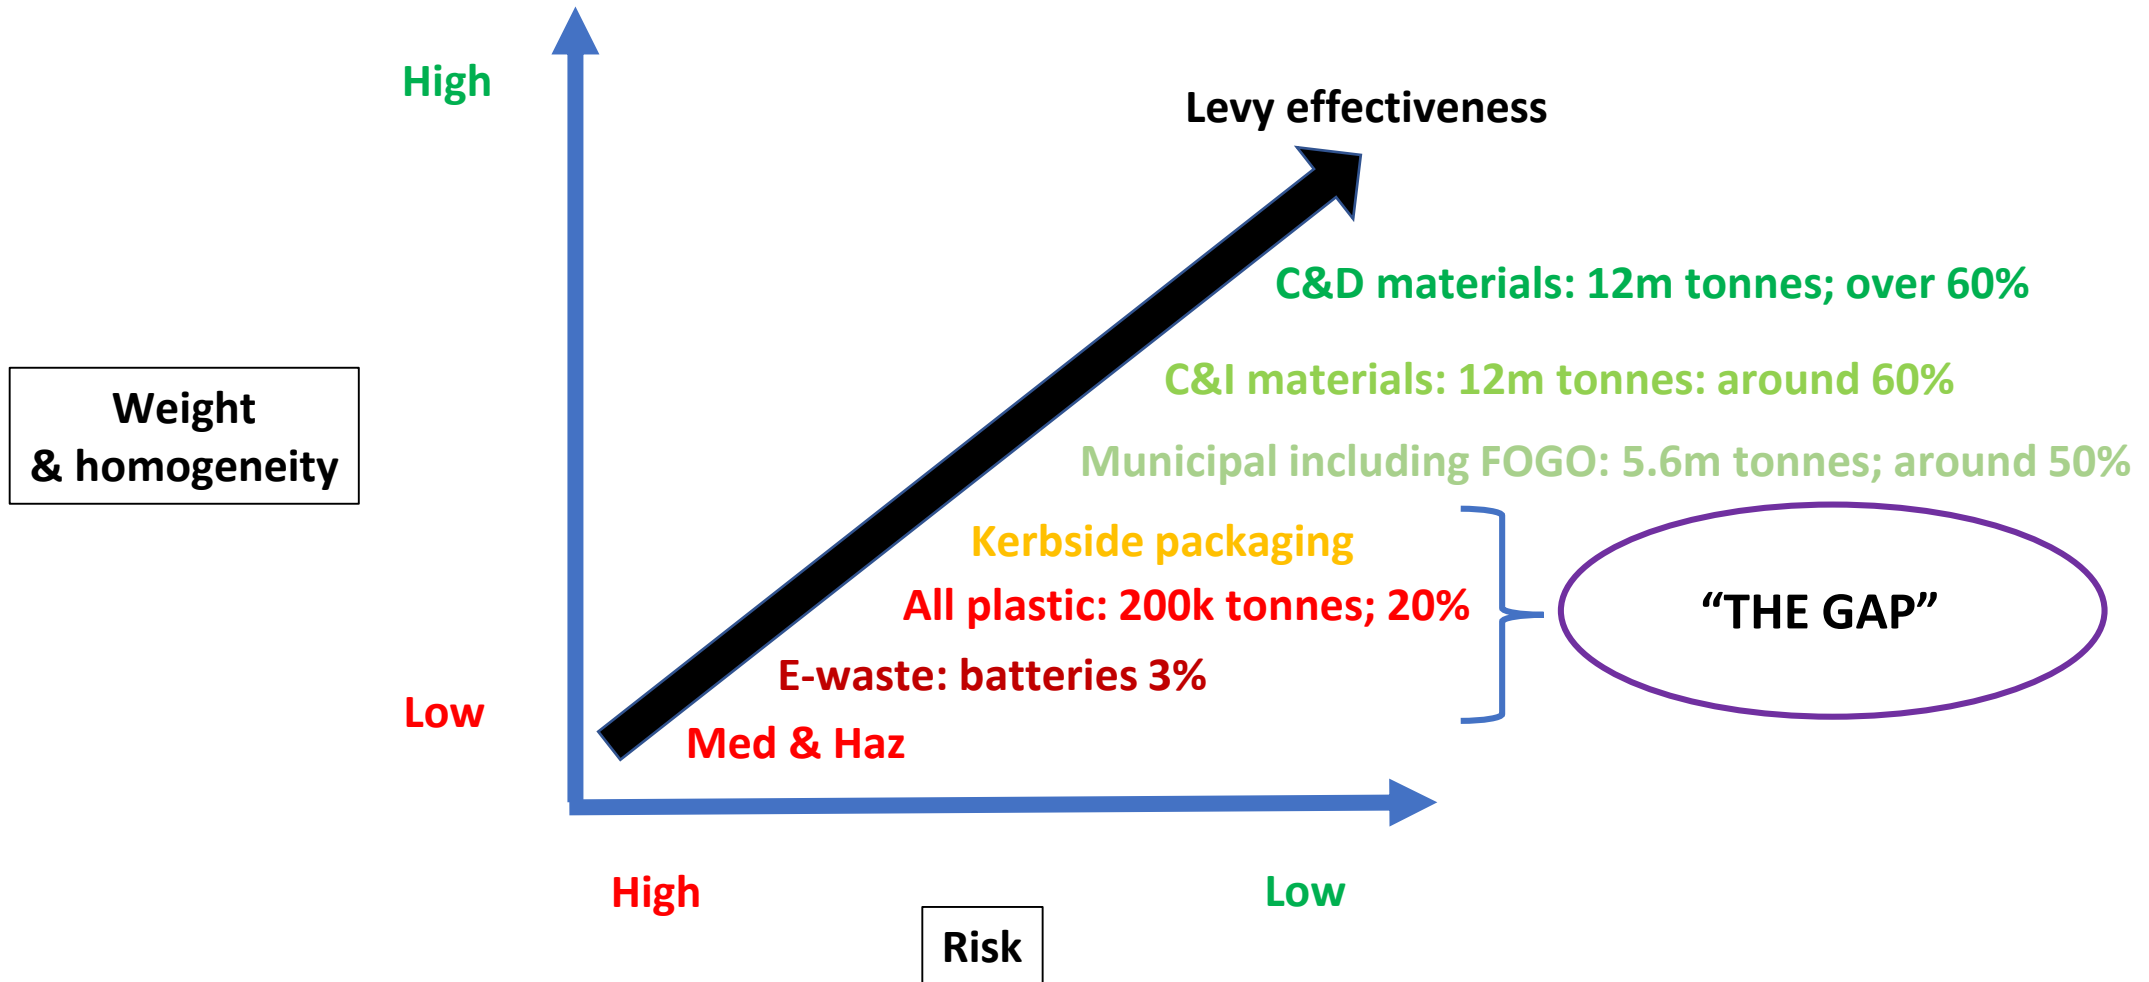 High
Levy effectiveness
C&D materials: 12m tonnes; over 60%
C&I materials: 12m tonnes: around 60%
Weight
& homogeneity
Municipal including FOGO: 5.6m tonnes; around 50%
Kerbside packaging
All plastic: 200k tonnes; 20%
“THE GAP”
E-waste: batteries 3%
Low
Med & Haz
High
Low
Risk